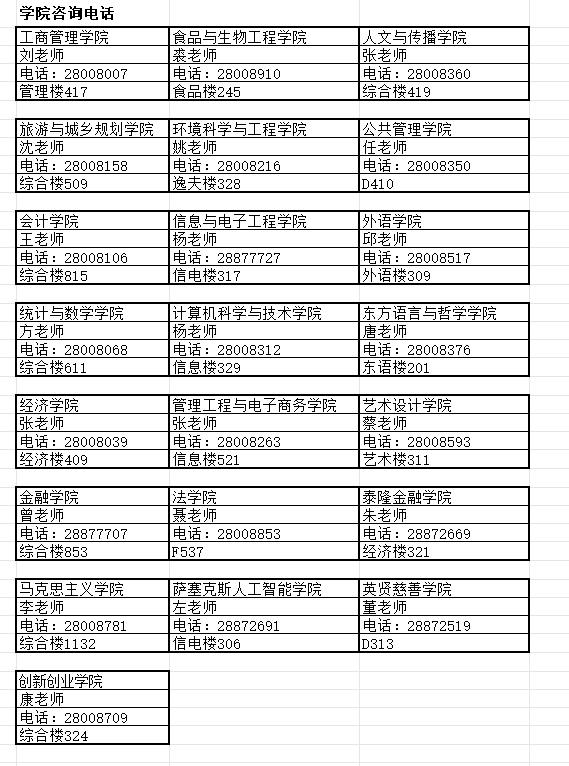 学院咨询电话
工商管理学院 食品与生物工程学院 人文与传播学院
刘老师 裘老师 张老师
电话：28008007 电话：28008910 电话：28008360
管理楼417 食品楼245 综合楼419
旅游与城乡规划学院 环境科学与工程学院 公共管理学院
沈老师 姚老师 任老师
电话：28008158 电话：28008216 电话：28008350
综合楼509 逸夫楼328 D410
会计学院 信息与电子工程学院 外语学院
王老师 杨老师 邱老师
电话：28008106 电话：28877727 电话：28008517
综合楼815 信电楼317 外语楼309
统计与数学学院 计算机科学与技术学院 东方语言与哲学学院
方老师 杨老师 唐老师
电话：28008068 电话：28008312 电话：28008376
综合楼611 信息楼329 东语楼201
经济学院 管理工程与电子商务学院 艺术设计学院
张老师 张老师 蔡老师
电话：28008039 电话：28008263 电话：28008593
经济楼409 信息楼521 艺术楼311
金融学院 法学院 泰隆金融学院
曾老师 聂老师 朱老师
电话：28877707 电话：28008853 电话：28872669
综合楼853 F537 经济楼321
马克思主义学院 萨塞克斯人工智能学院 英贤慈善学院
李老师 左老师 董老师
电话：28008781 电话：28872691 电话：28872519
综合楼1132 信电楼306 D313
创新创业学院
康老师
电话：28008709
综合楼324